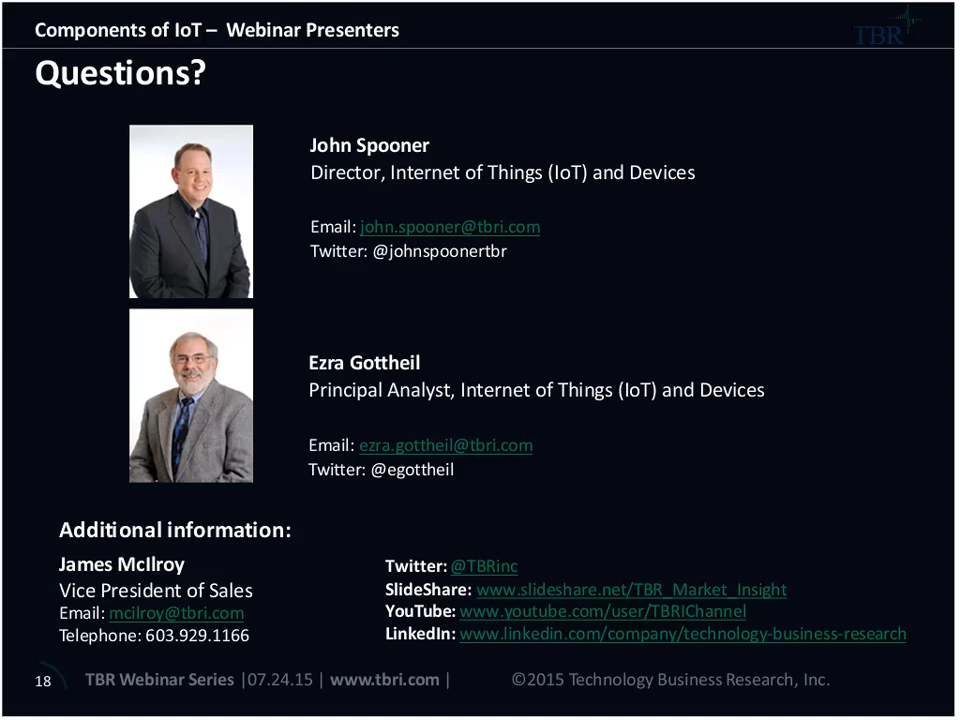 Components of IoT – Webinar Presenters
TBR
Questions?
John Spooner
Director, Internet of Things (IoT) and Devices
Email: john.spooner@tbri.com
Twitter: @johnspoonertbr
Ezra Gottheil
Principal Analyst, Internet of Things (IoT) and Devices
Email: ezra.gottheil@tbri.com
Twitter: @egottheil
Additional information:
James McIlroy
Vice President of Sales
Email: mcilroy@tbri.com
Telephone: 603.929.1166
Twitter: @TBRinc
SlideShare: www.slideshare.net/TBR_Market_Insight
YouTube: www.youtube.com/user/TBRIChannel
LinkedIn: www.linkedin.com/company/technology-business-research
18 TBR Webinar Series |07.24.15 | www.tbri.com | ©2015 Technology Business Research, Inc.